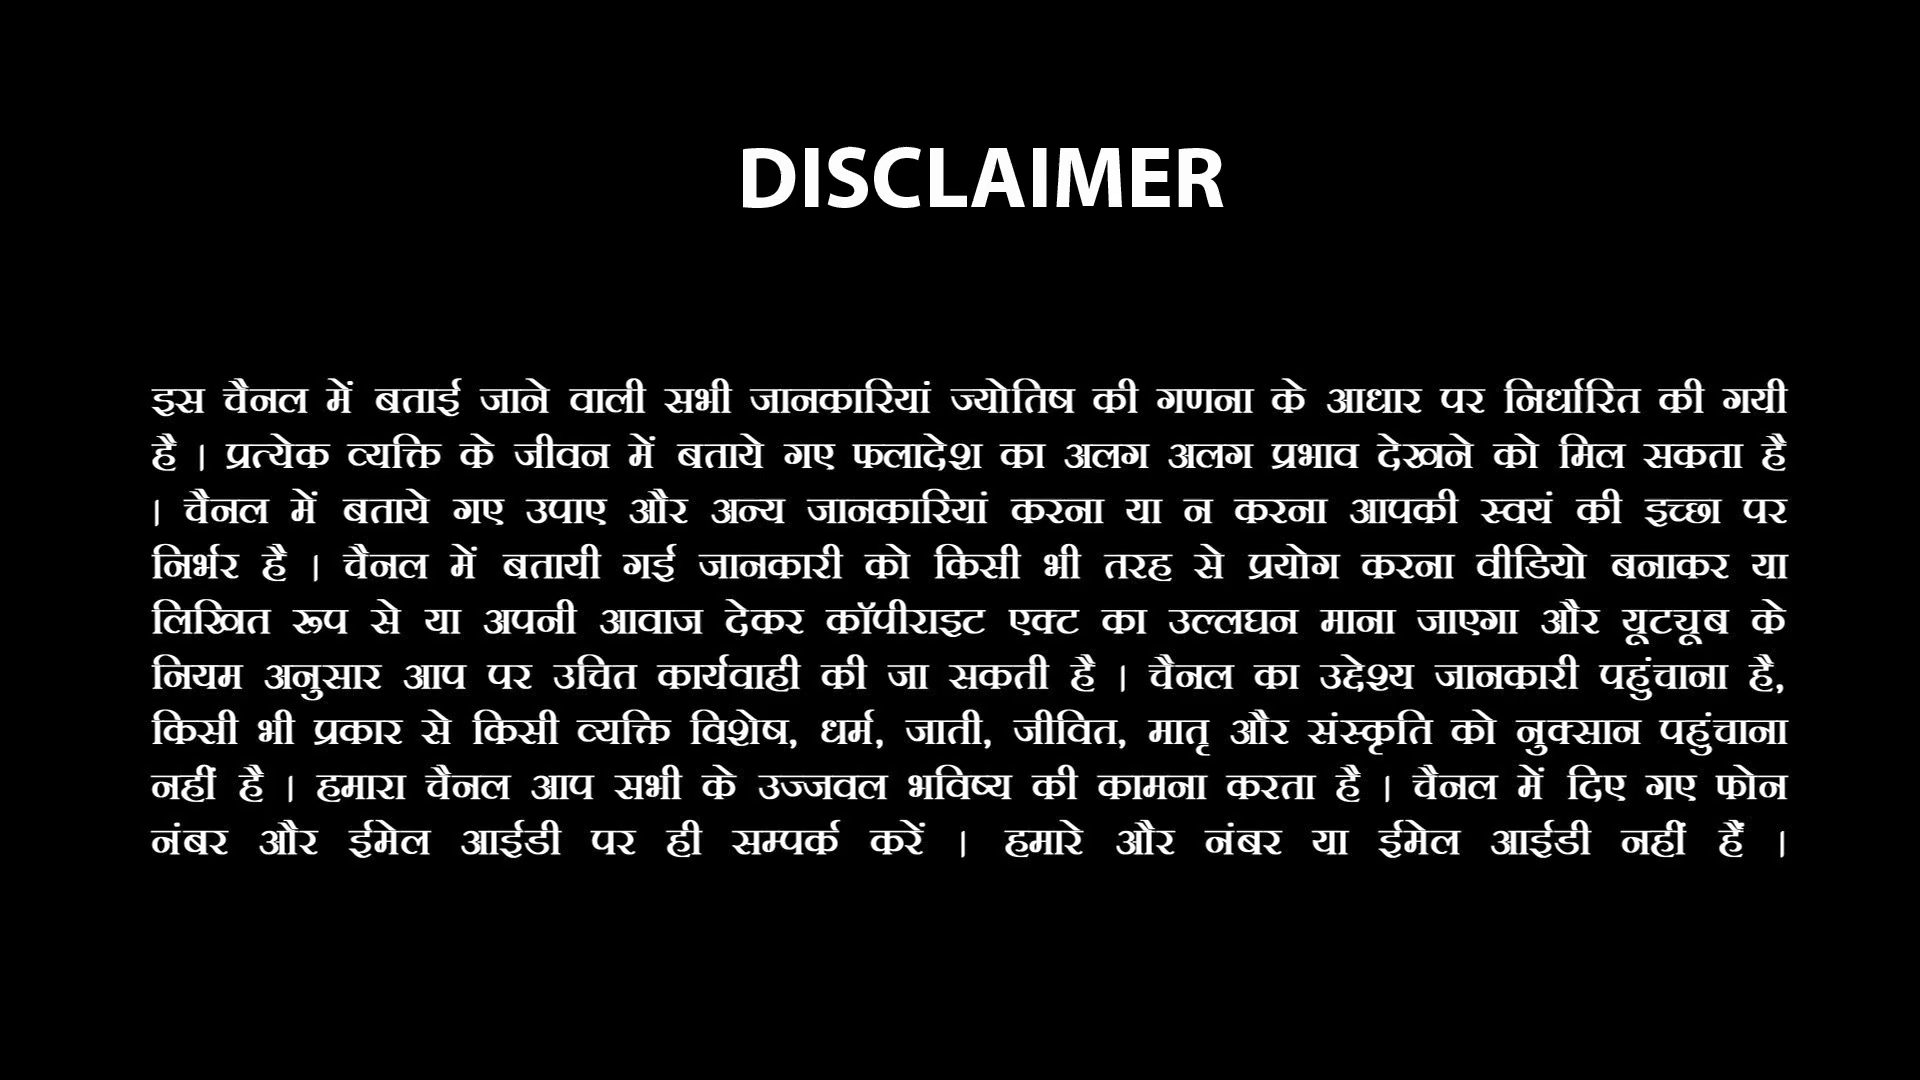 DISCLAIMER
इस चैनल में बताई जाने वाली सभी जानकारियां ज्योतिष की गणना के आधार पर निर्धारित की गयी
है । प्रत्येक व्यक्ति के जीवन में बताये गए फलादेश का अलग अलग प्रभाव देखने को मिल सकता है
। चैनल में बताये गए उपाए और अन्य जानकारियां करना या न करना आपकी स्वयं की इच्छा पर
निर्भर है । चैनल में बतायी गई जानकारी को किसी भी तरह से प्रयोग करना वीडियो बनाकर या
लिखित रूप से या अपनी आवाज देकर कॉपीराइट एक्ट का उल्लघन माना जाएगा और यूट्यूब के
नियम अनुसार आप पर उचित कार्यवाही की जा सकती है । चैनल का उद्देश्य जानकारी पहुंचाना है,
किसी भी प्रकार से किसी व्यक्ति विशेष, धर्म, जाती, जीवित, मातृ और संस्कृति को नुक्सान पहुंचाना
नहीं है । हमारा चैनल आप सभी के उज्जवल भविष्य की कामना करता है । चैनल में दिए गए फोन
नंबर और ईमेल आईडी पर ही सम्पर्क करें । हमारे और नंबर या ईमेल आईडी नहीं हैं ।